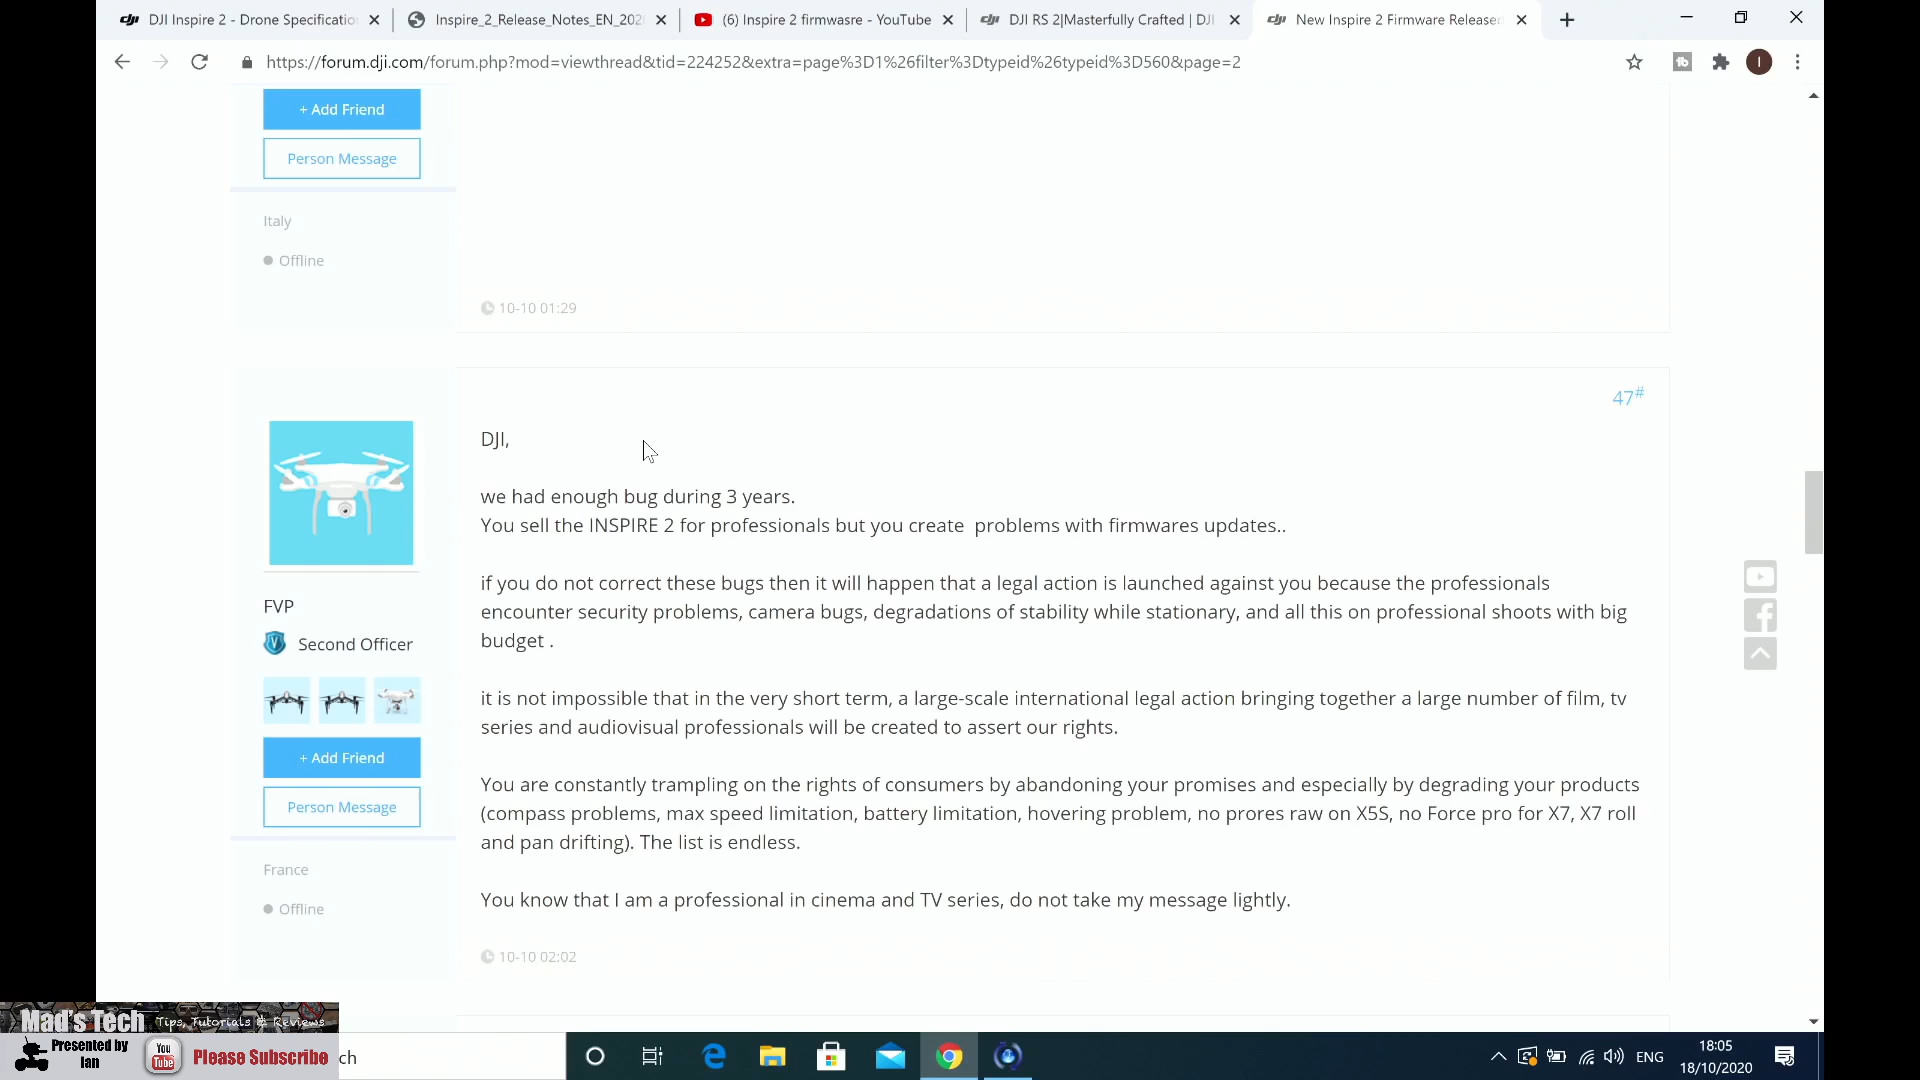 DJI Inspire 2 - Drone Specificatio
Inspire_2_Release_Notes_EN_202
(6) Inspire 2 firmwasre - YouTube
DJI RS 2|Masterfully Crafted | DJI
New Inspire 2 Firmware Released
https://forum.dji.com/forum.php?mod=viewthread&tid=224252&extra=page%3D1%26filter%3Dtypeid%26typeid%3D560&page=2
I
+ Add Friend
Person Message
Italy
Offline
10-10 01:29
47#
DJI,
we had enough bug during 3 years.
You sell the INSPIRE 2 for professionals but you create problems with firmwares updates..
if you do not correct these bugs then it will happen that a legal action is launched against you because the professionals
encounter security problems, camera bugs, degradations of stability while stationary, and all this on professional shoots with big
budget .
it is not impossible that in the very short term, a large-scale international legal action bringing together a large number of film, tv
series and audiovisual professionals will be created to assert our rights.
You are constantly trampling on the rights of consumers by abandoning your promises and especially by degrading your products
(compass problems, max speed limitation, battery limitation, hovering problem, no prores raw on X5S, no Force pro for X7, X7 roll
and pan drifting). The list is endless.
You know that I am a professional in cinema and TV series, do not take my message lightly.
10-10 02:02
FVP
V
Second Officer
+ Add Friend
Person Message
France
Offline
Mad's Tech
Tips, Tutorials & Reviews
Presented by
Ian
You
Tube
Please Subscribe
ch
ENG
18:05
18/10/2020